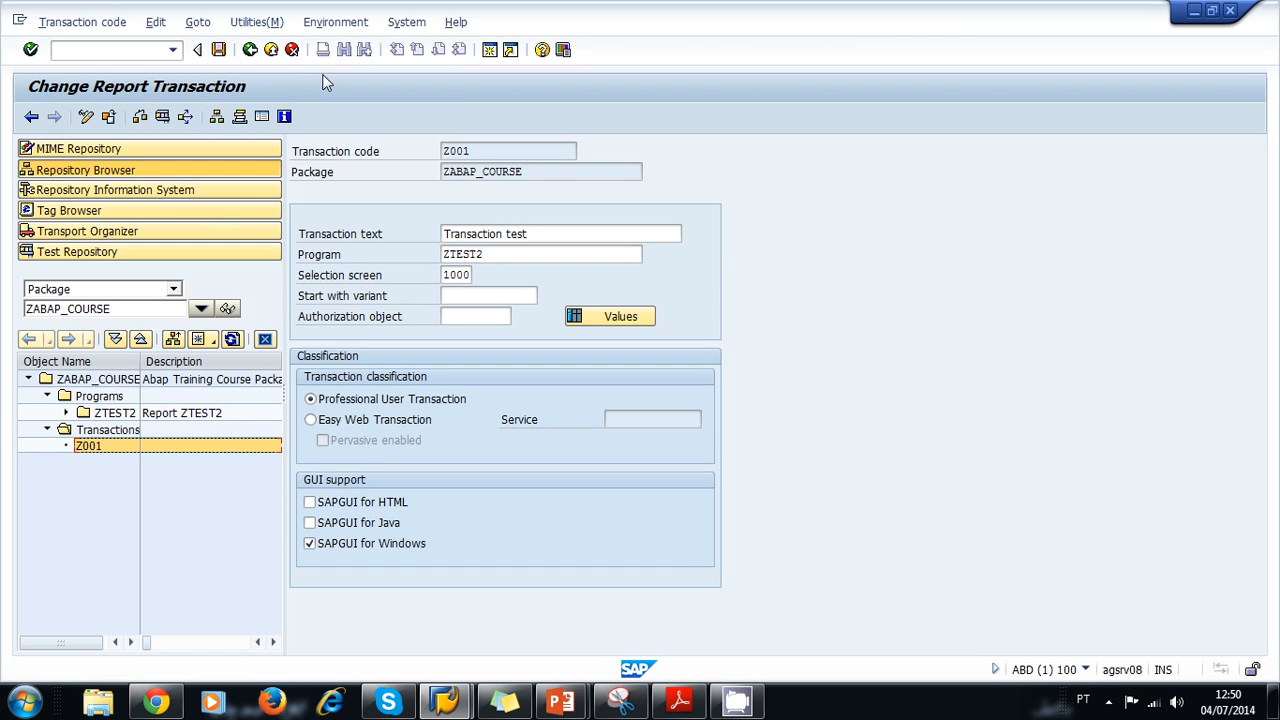 Transaction code Edit Goto Utilities(M) Environment System Help
Change Report Transaction
MIME Repository
Repository Browser
Repository Information System
Tag Browser
Transport Organizer
Test Repository
Package
ZABAP_COURSE
Object Name Description
ZABAP_COURSE Abap Training Course Packa
Programs
ZTEST2 Report ZTEST2
Transactions
Z001
Transaction code Z001
Package ZABAP_COURSE
Transaction text Transaction test
Program ZTEST2
Selection screen 1000
Start with variant
Authorization object Values
Classification
Transaction classification
Professional User Transaction
Easy Web Transaction Service
Pervasive enabled
GUI support
SAPGUI for HTML
SAPGUI for Java
SAPGUI for Windows
SAP
ABD (1) 100 agsrv08 INS
PT 12:50
04/07/2014